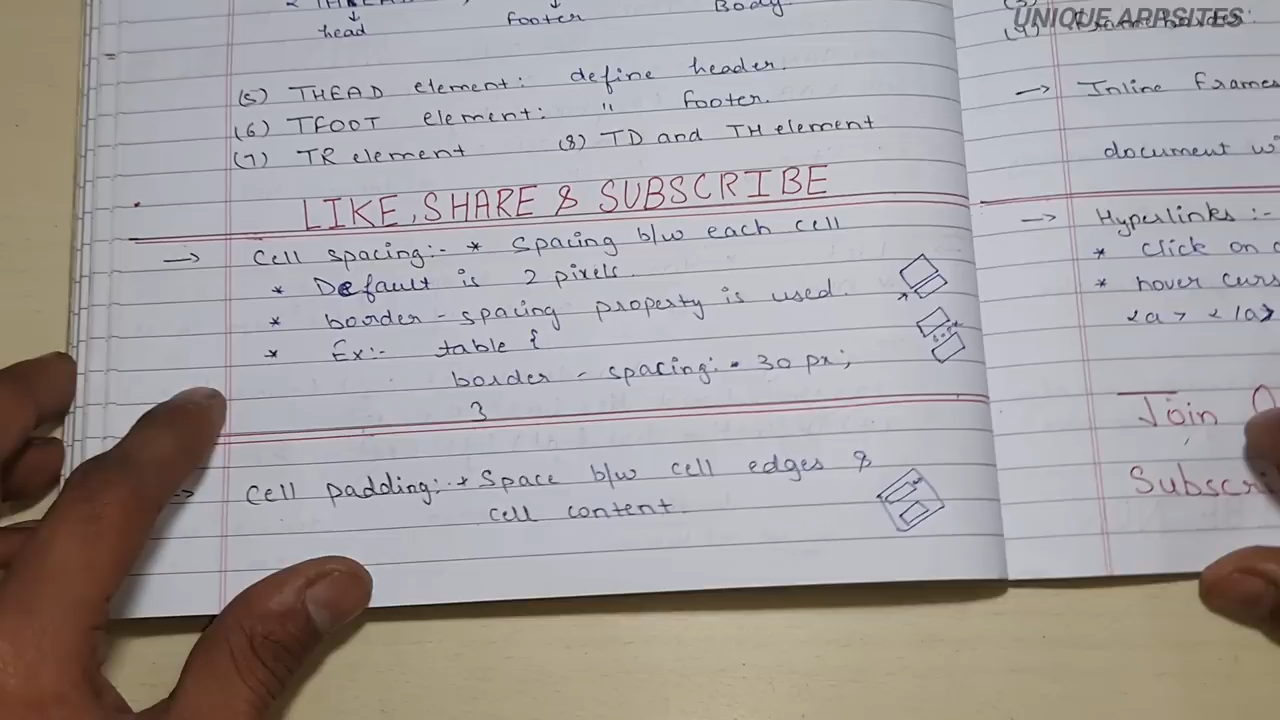 footer
Body
head
(5) THEAD element: define header.
(6) TFOOT element: " footer.
(7) TR element (8) TD and TH element
LIKE, SHARE & SUBSCRIBE
→ Cell spacing:- * Spacing b/w each cell
* Default is 2 pixels.
* border - spacing property is used.
* Ex:- table {
border - spacing: 30 px;
}
→ Cell padding:- * Space b/w cell edges &
cell content.
UNIQUE APPSITES
→ Inline Frames
document
→ Hyperlinks :-
* Click on
* hover
<a> </a>
Join